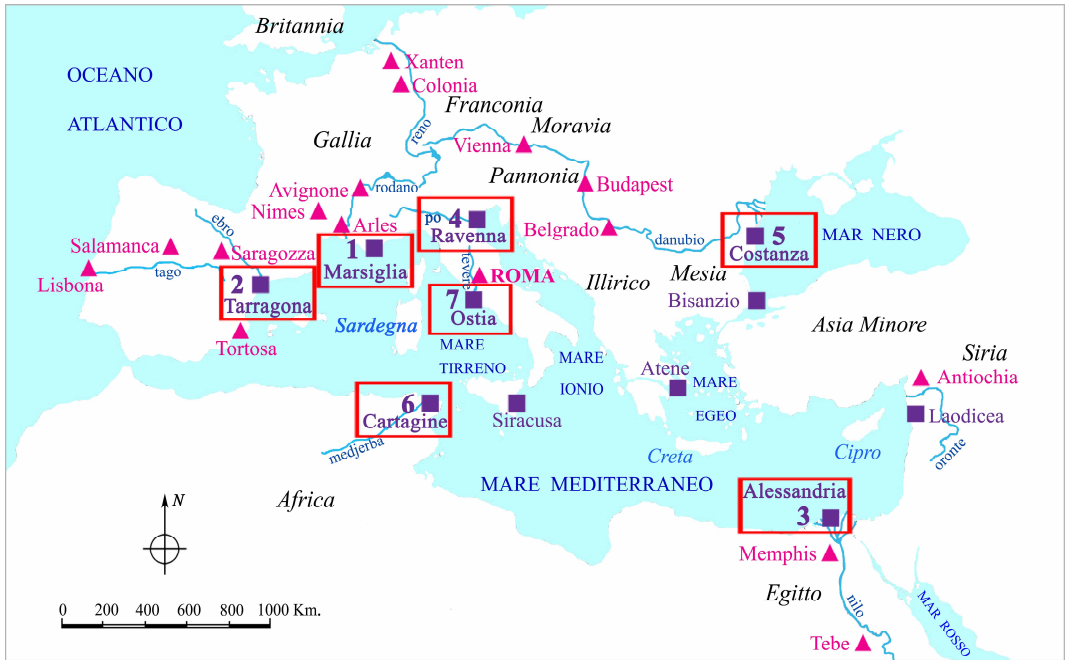 Britannia
Xanten
OCEANO
Colonia
ATLANTICO
Franconia
Moravia
reno
Gallia
Vienna
Pannonia
Avignone
rodano
Budapest
Nimes
Arles
po
4
Ravenna
Belgrado
danubio
5
Costanza
MAR NERO
ebro
Salamanca
Saragozza
1
Marsiglia
tevere
ROMA
Illirico
Mesia
Lisbona
tago
2
Tarragona
7
Ostia
Bisanzio
Sardegna
Asia Minore
Tortosa
MARE
TIRRENO
MARE
IONIO
Atene
MARE
EGEO
Siria
Antiochia
6
Cartagine
Siracusa
Laodicea
medjerba
Creta
Cipro
oronte
MARE MEDITERRANEO
Africa
Alessandria
3
N
Memphis
Egitto
nilo
MAR ROSSO
0 200 400 600 800 1000 Km.
Tebe